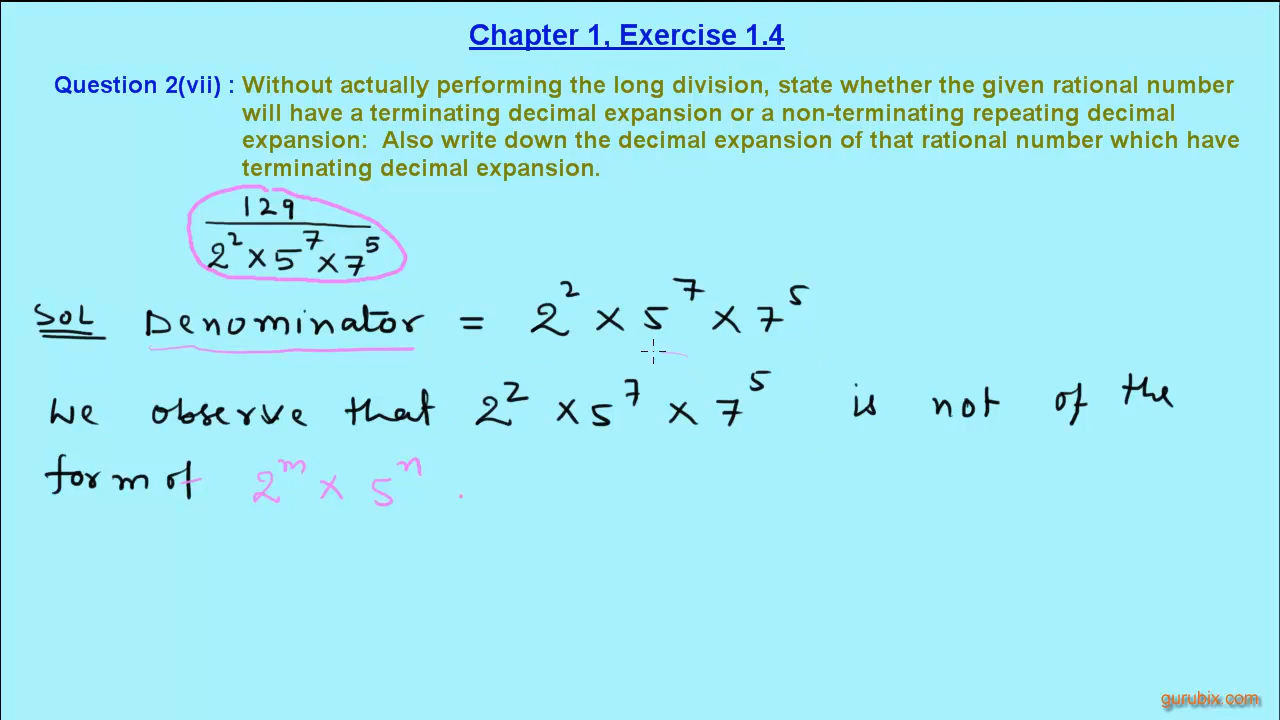 Chapter 1, Exercise 1.4
Question 2(vii) : Without actually performing the long division, state whether the given rational number
will have a terminating decimal expansion or a non-terminating repeating decimal
expansion: Also write down the decimal expansion of that rational number which have
terminating decimal expansion.
129
2² × 5⁷ × 7⁵
SOL Denominator = 2² × 5⁷ × 7⁵
We observe that 2² × 5⁷ × 7⁵ is not of the
form of 2ᵐ × 5ⁿ .
gurubix.com